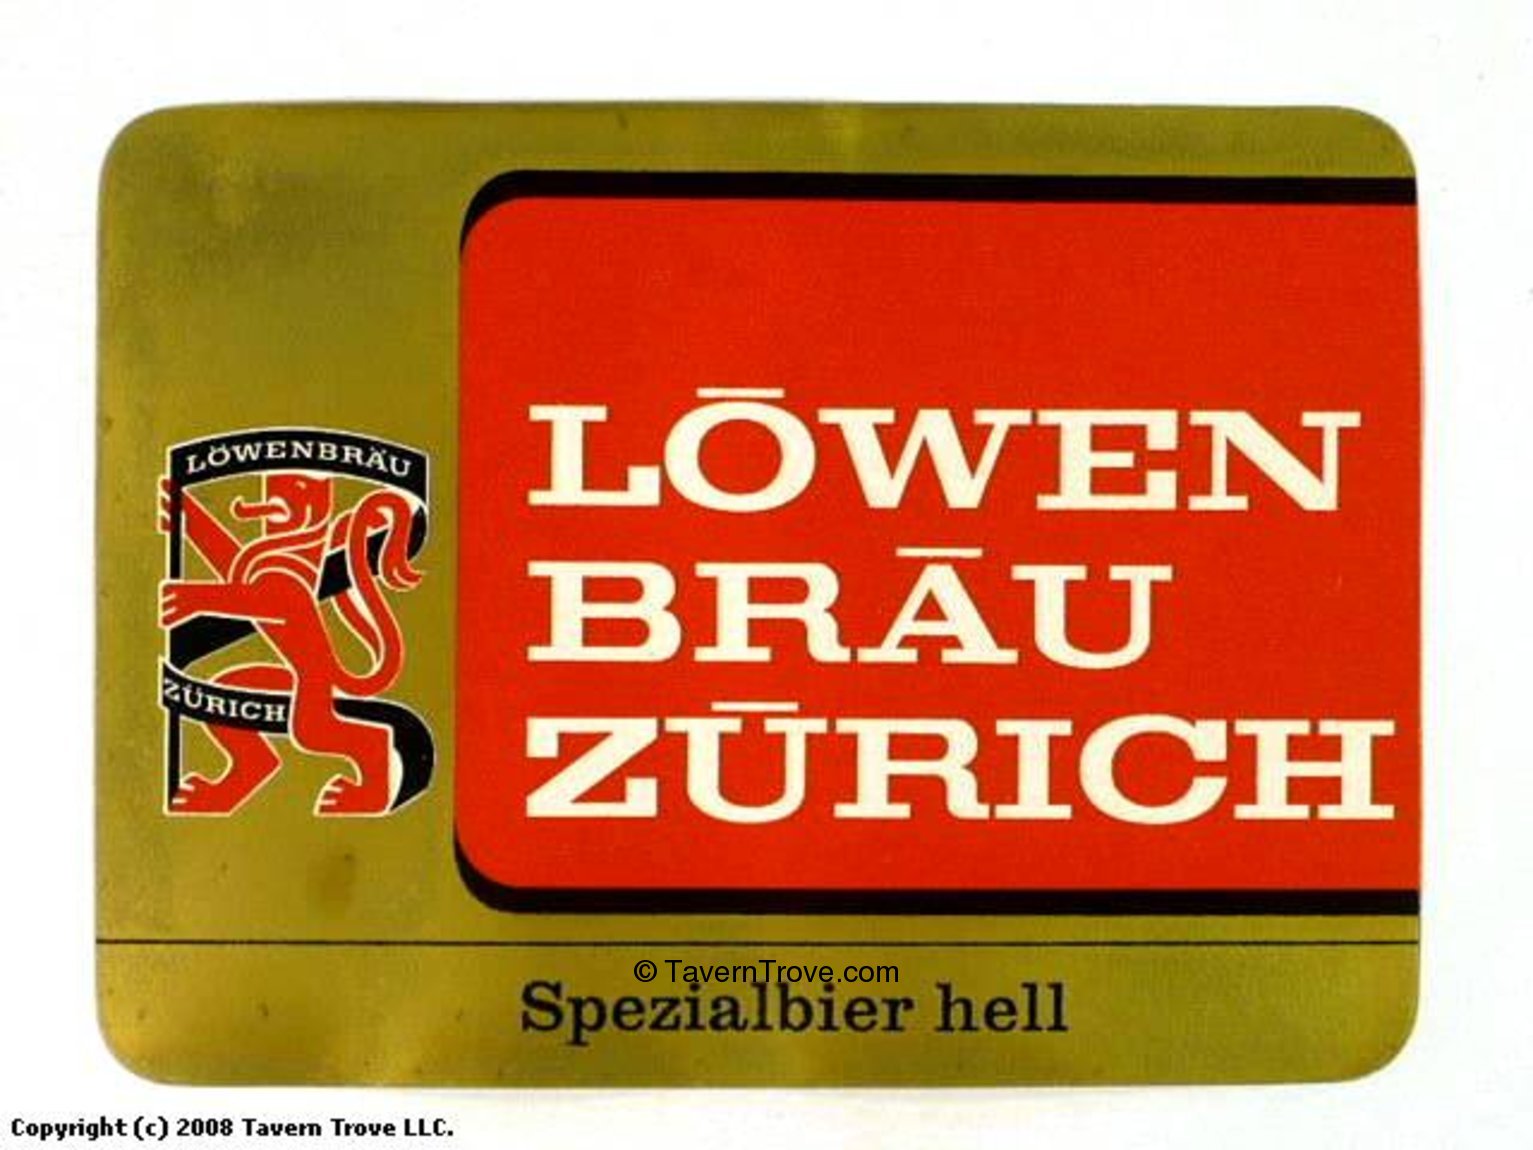 LÖWENBRÄU
ZÜRICH
LŌWEN
BRĀU
ZŪRICH
© TavernTrove.com
Spezialbier hell
Copyright (c) 2008 Tavern Trove LLC.